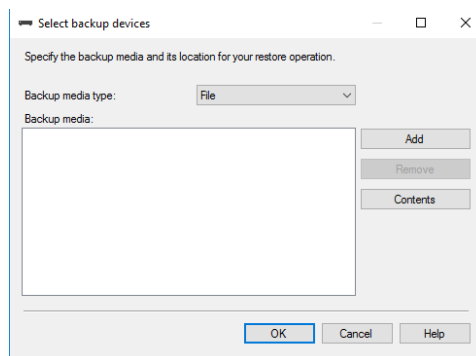 Select backup devices
Specify the backup media and its location for your restore operation.
Backup media type:
File
Backup media:
Add
Remove
Contents
OK
Cancel
Help